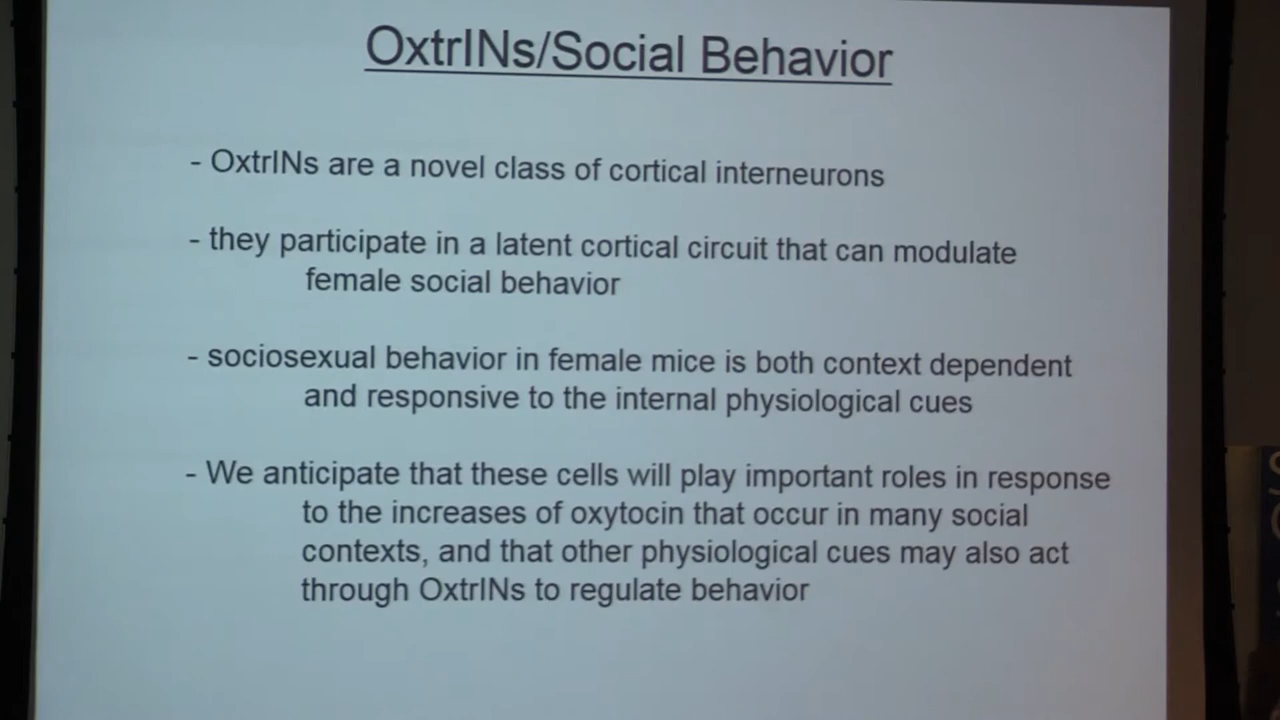 OxtrINs/Social Behavior
- OxtrINs are a novel class of cortical interneurons
- they participate in a latent cortical circuit that can modulate
female social behavior
- sociosexual behavior in female mice is both context dependent
and responsive to the internal physiological cues
- We anticipate that these cells will play important roles in response
to the increases of oxytocin that occur in many social
contexts, and that other physiological cues may also act
through OxtrINs to regulate behavior